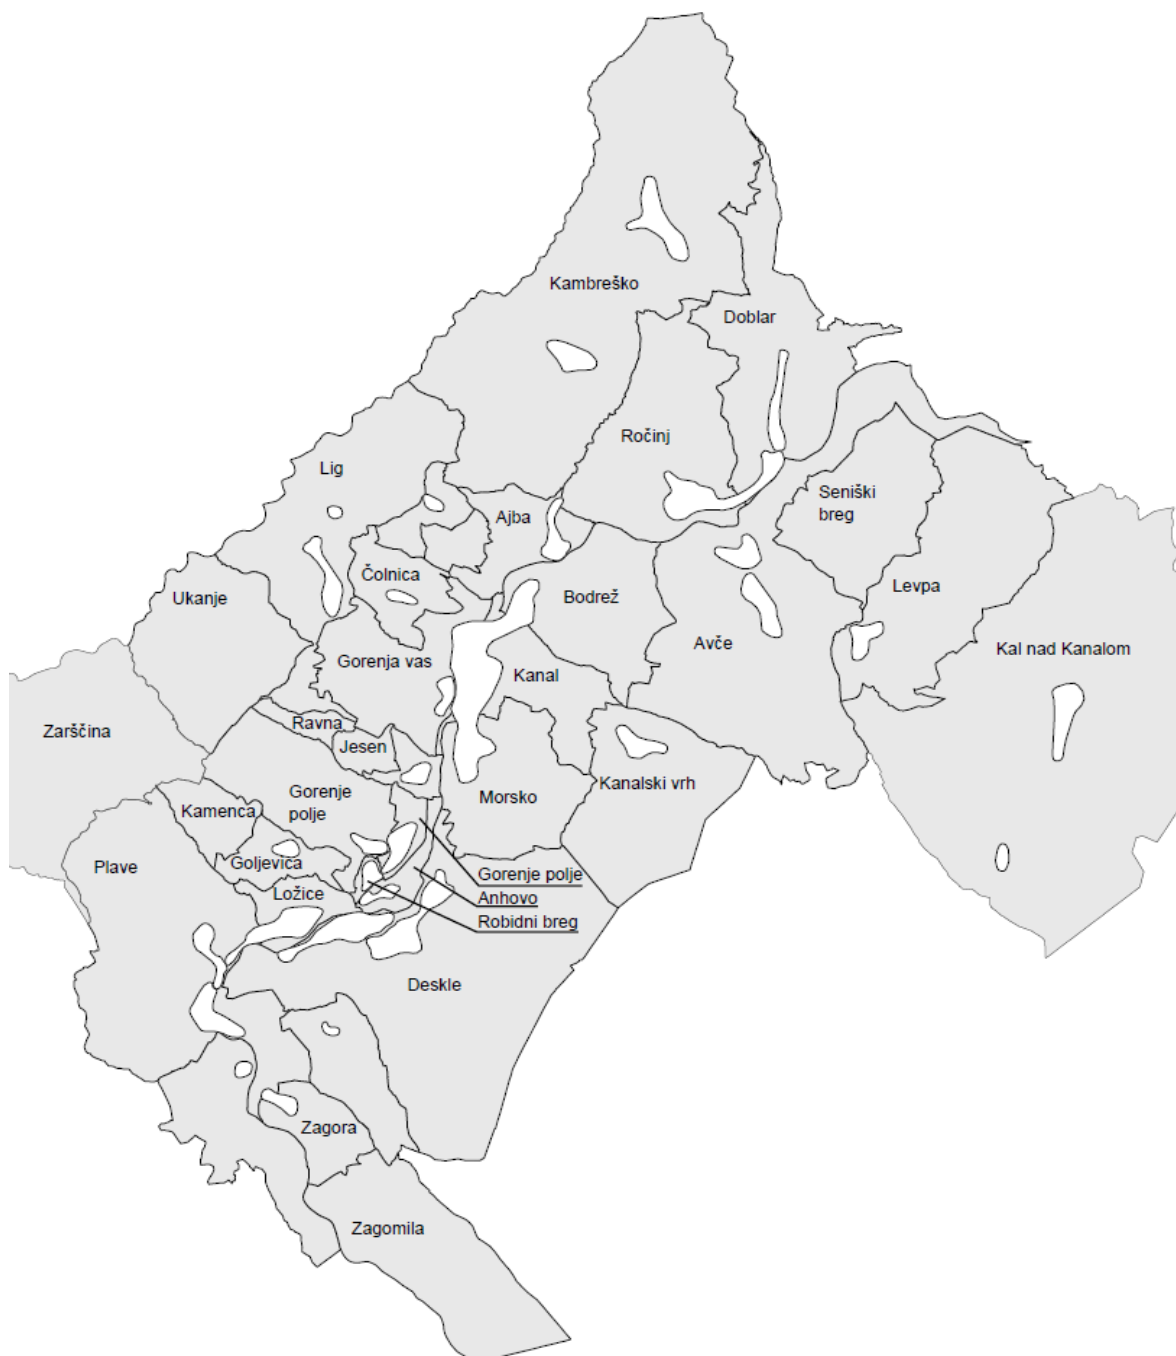 Kambreško
Doblar
Ročinj
Lig
Seniški
breg
Ajba
Čolnica
Levpa
Bodrež
Ukanje
Avče
Kal nad Kanalom
Gorenja vas
Kanal
Ravna
Zarščina
Jesen
Kanalski vrh
Gorenje
polje
Morsko
Kamenca
Goljevica
Plave
Gorenje polje
Ložice
Anhovo
Robidni breg
Deskle
Zagora
Zagomila